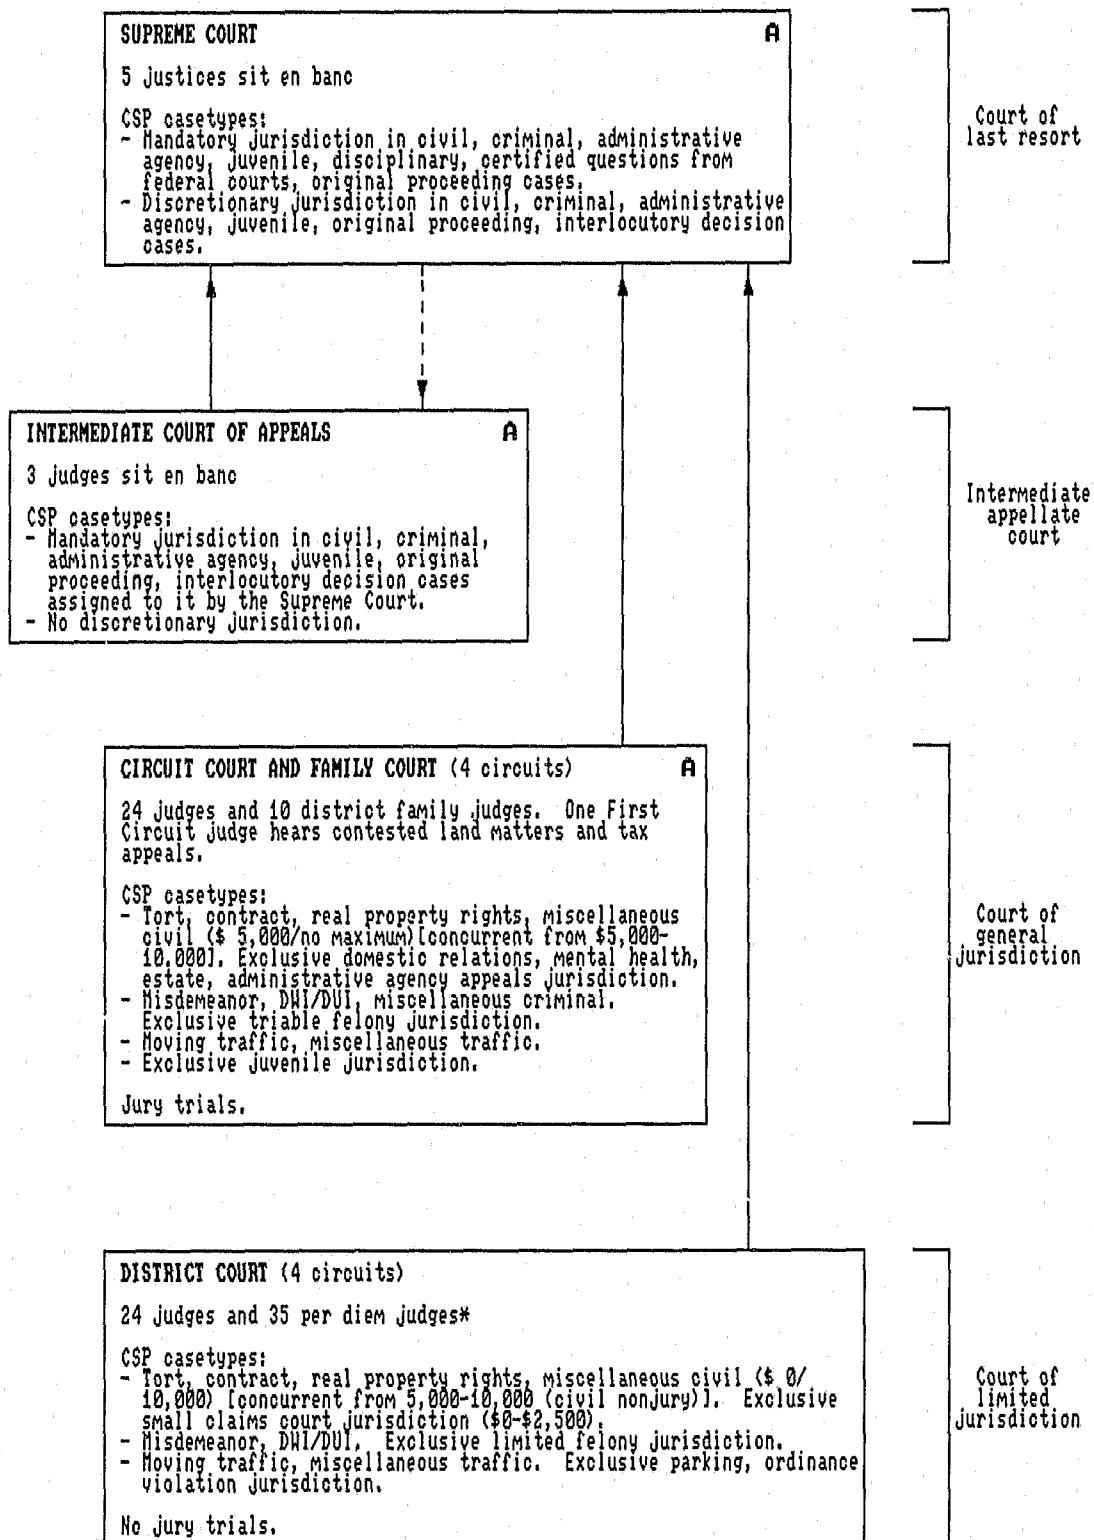 SUPREME COURT A
5 justices sit en banc
CSP casetypes:
- Mandatory jurisdiction in civil, criminal, administrative
agency, juvenile, disciplinary, certified questions from
federal courts, original proceeding cases.
- Discretionary jurisdiction in civil, criminal, administrative
agency, juvenile, original proceeding, interlocutory decision
cases.
Court of
last resort
INTERMEDIATE COURT OF APPEALS A
3 judges sit en banc
CSP casetypes:
- Mandatory jurisdiction in civil, criminal,
administrative agency, juvenile, original
proceeding, interlocutory decision cases
assigned to it by the Supreme Court.
- No discretionary jurisdiction.
Intermediate
appellate
court
CIRCUIT COURT AND FAMILY COURT (4 circuits) A
24 judges and 10 district family judges. One First
Circuit judge hears contested land matters and tax
appeals.
CSP casetypes:
- Tort, contract, real property rights, miscellaneous
civil ($ 5,000/no maximum) [concurrent from $5,000-
10.000]. Exclusive domestic relations, mental health,
estate, administrative agency appeals jurisdiction.
- Misdemeanor, DWI/DUI, miscellaneous criminal.
Exclusive triable felony jurisdiction.
- Moving traffic, miscellaneous traffic.
- Exclusive juvenile jurisdiction.
Jury trials.
Court of
general
jurisdiction
DISTRICT COURT (4 circuits)
24 judges and 35 per diem judges*
CSP casetypes:
- Tort, contract, real property rights, miscellaneous civil ($ 0/
10,000) [concurrent from 5,000-10,000 (civil nonjury)]. Exclusive
small claims court jurisdiction ($0-$2,500).
- Misdemeanor, DWI/DUI. Exclusive limited felony jurisdiction.
- Moving traffic, miscellaneous traffic. Exclusive parking, ordinance
violation jurisdiction.
No jury trials.
Court of
limited
jurisdiction